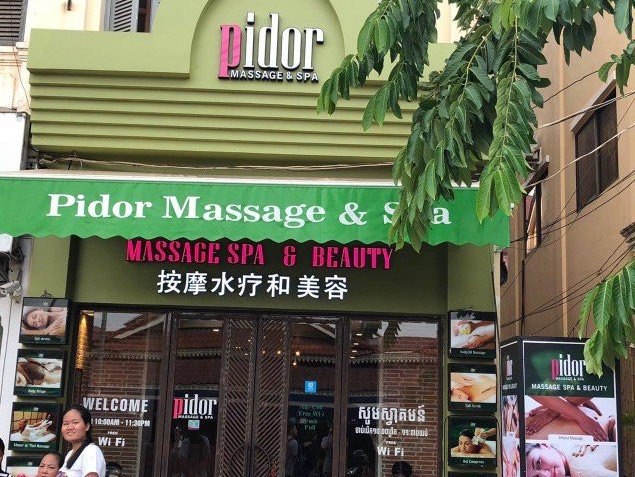 pidor
MASSAGE & SPA
Pidor Massage & Spa
MASSAGE SPA & BEAUTY
按摩水疗和美容
WELCOME
10:00AM - 11:30PM
Wi Fi
pidor
MASSAGE & SPA
សូមស្វាគមន៍
Wi Fi
pidor
MASSAGE & SPA
MASSAGE SPA & BEAUTY